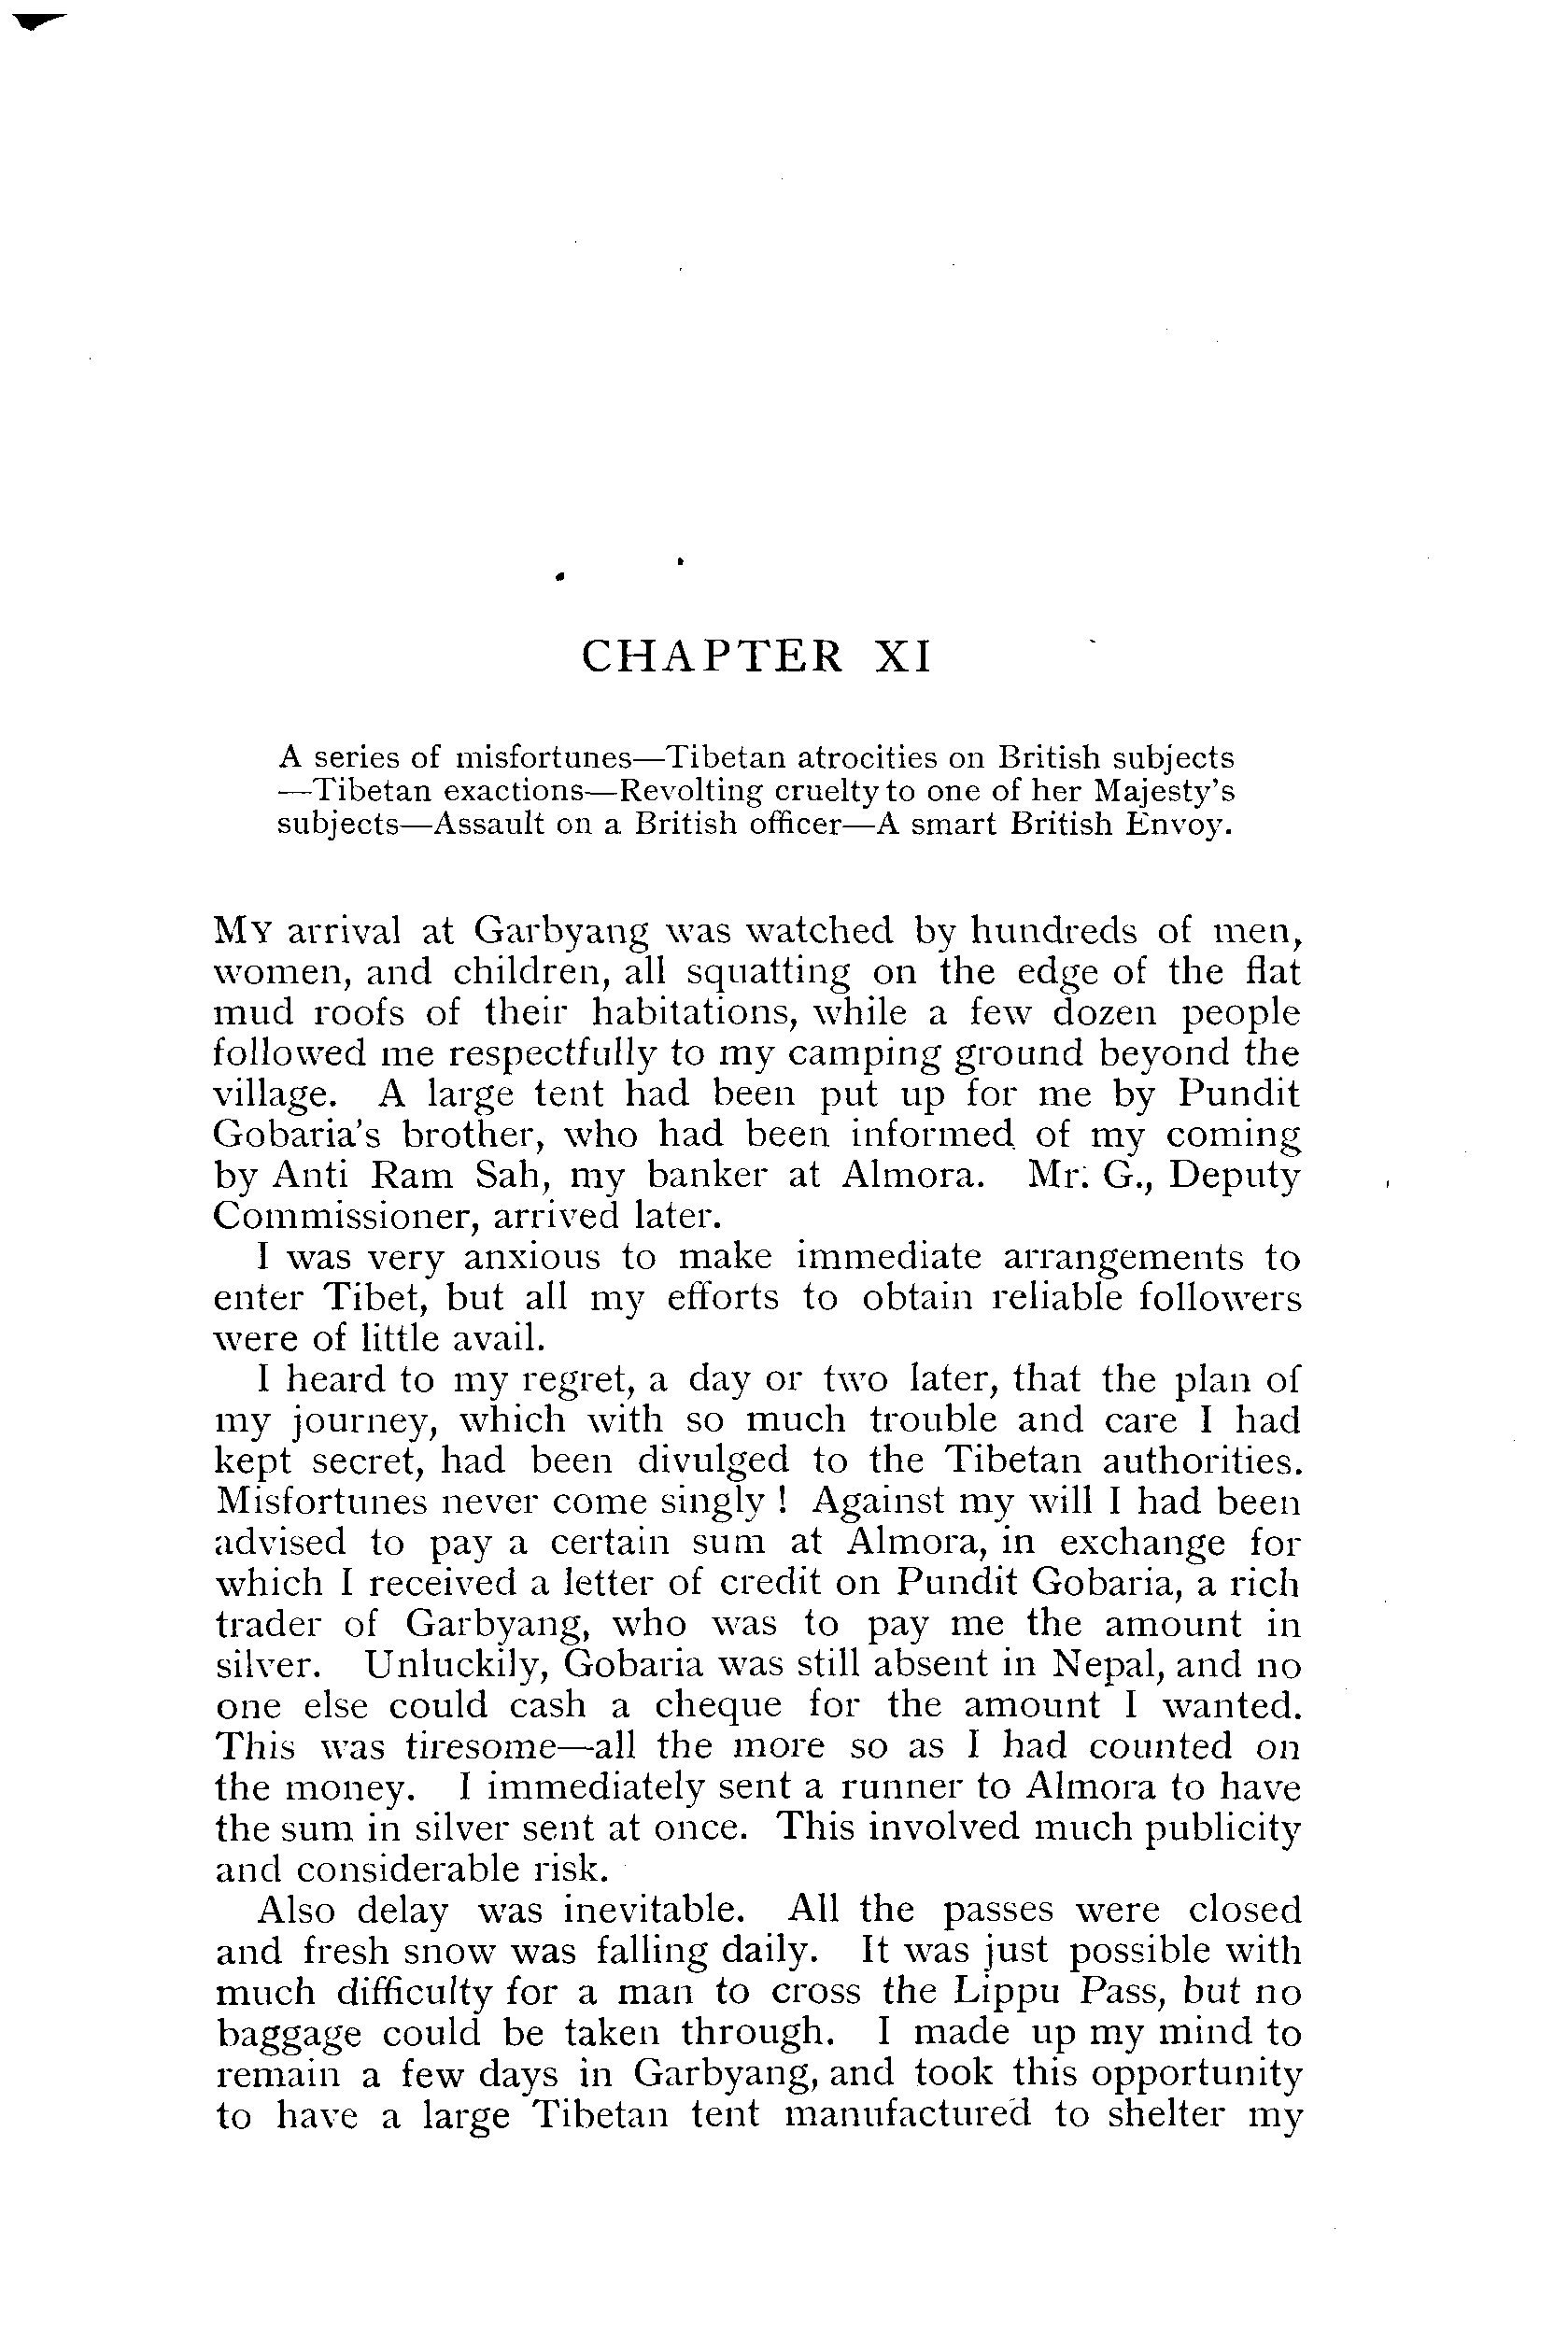 CHAPTER XI
A series of misfortunes—Tibetan atrocities on British subjects
—Tibetan exactions—Revolting cruelty to one of her Majesty's
subjects—Assault on a British officer—A smart British Envoy.
MY arrival at Garbyang was watched by hundreds of men,
women, and children, all squatting on the edge of the flat
mud roofs of their habitations, while a few dozen people
followed me respectfully to my camping ground beyond the
village. A large tent had been put up for me by Pundit
Gobaria's brother, who had been informed of my coming
by Anti Ram Sah, my banker at Almora. Mr. G., Deputy
Commissioner, arrived later.
I was very anxious to make immediate arrangements to
enter Tibet, but all my efforts to obtain reliable followers
were of little avail.
I heard to my regret, a day or two later, that the plan of
my journey, which with so much trouble and care I had
kept secret, had been divulged to the Tibetan authorities.
Misfortunes never come singly ! Against my will I had been
advised to pay a certain sum at Almora, in exchange for
which I received a letter of credit on Pundit Gobaria, a rich
trader of Garbyang, who was to pay me the amount in
silver. Unluckily, Gobaria was still absent in Nepal, and no
one else could cash a cheque for the amount I wanted.
This was tiresome—all the more so as I had counted on
the money. I immediately sent a runner to Almora to have
the sum in silver sent at once. This involved much publicity
and considerable risk.
Also delay was inevitable. All the passes were closed
and fresh snow was falling daily. It was just possible with
much difficulty for a man to cross the Lippu Pass, but no
baggage could be taken through. I made up my mind to
remain a few days in Garbyang, and took this opportunity
to have a large Tibetan tent manufactured to shelter my